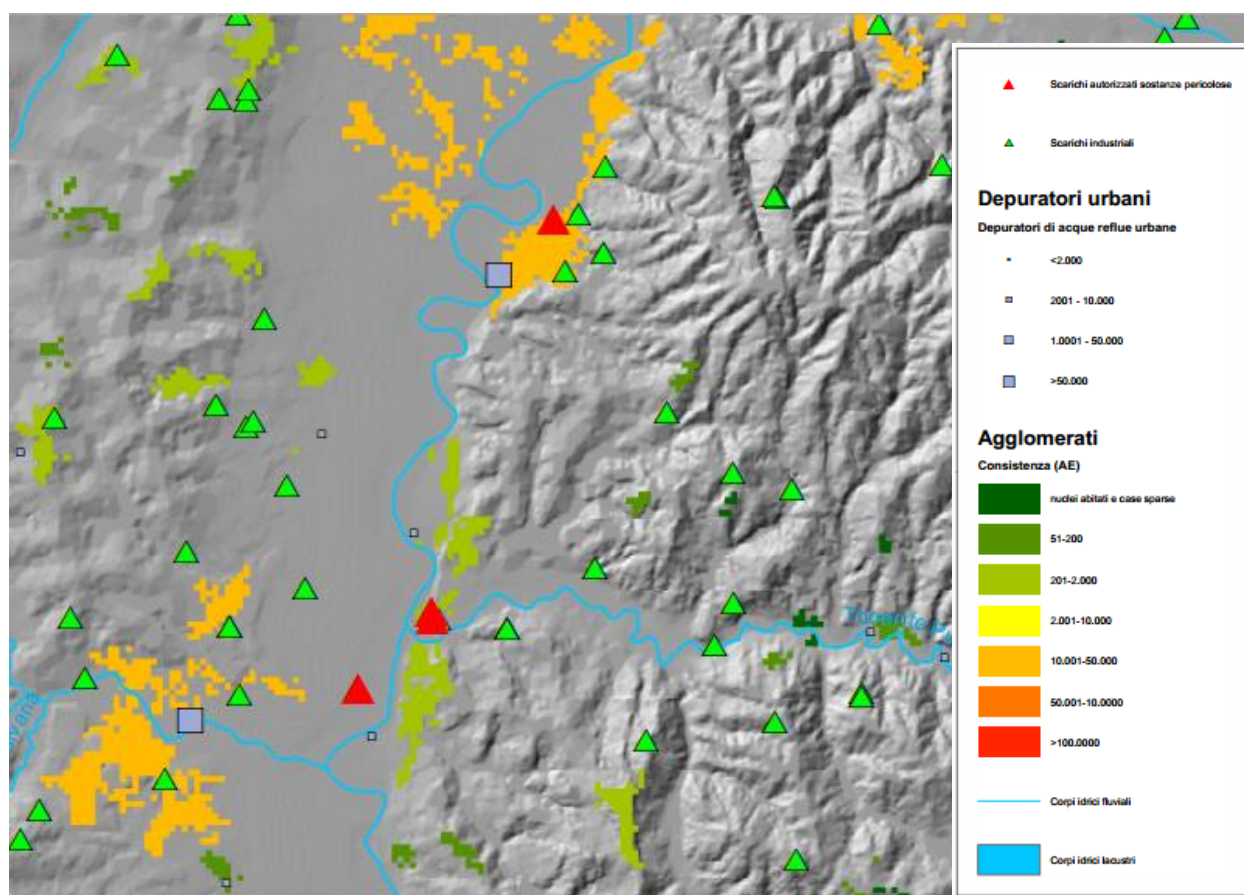 Scarichi autorizzati sostanze pericolose
Scarichi industriali
Depuratori urbani
Depuratori di acque reflue urbane
<2.000
2001 - 10.000
1.0001 - 50.000
>50.000
Agglomerati
Consistenza (AE)
nuclei abitati e case sparse
51-200
201-2.000
2.001-10.000
10.001-50.000
50.001-10.0000
>100.0000
Corpi idrici fluviali
Corpi idrici lacustri
Torrente